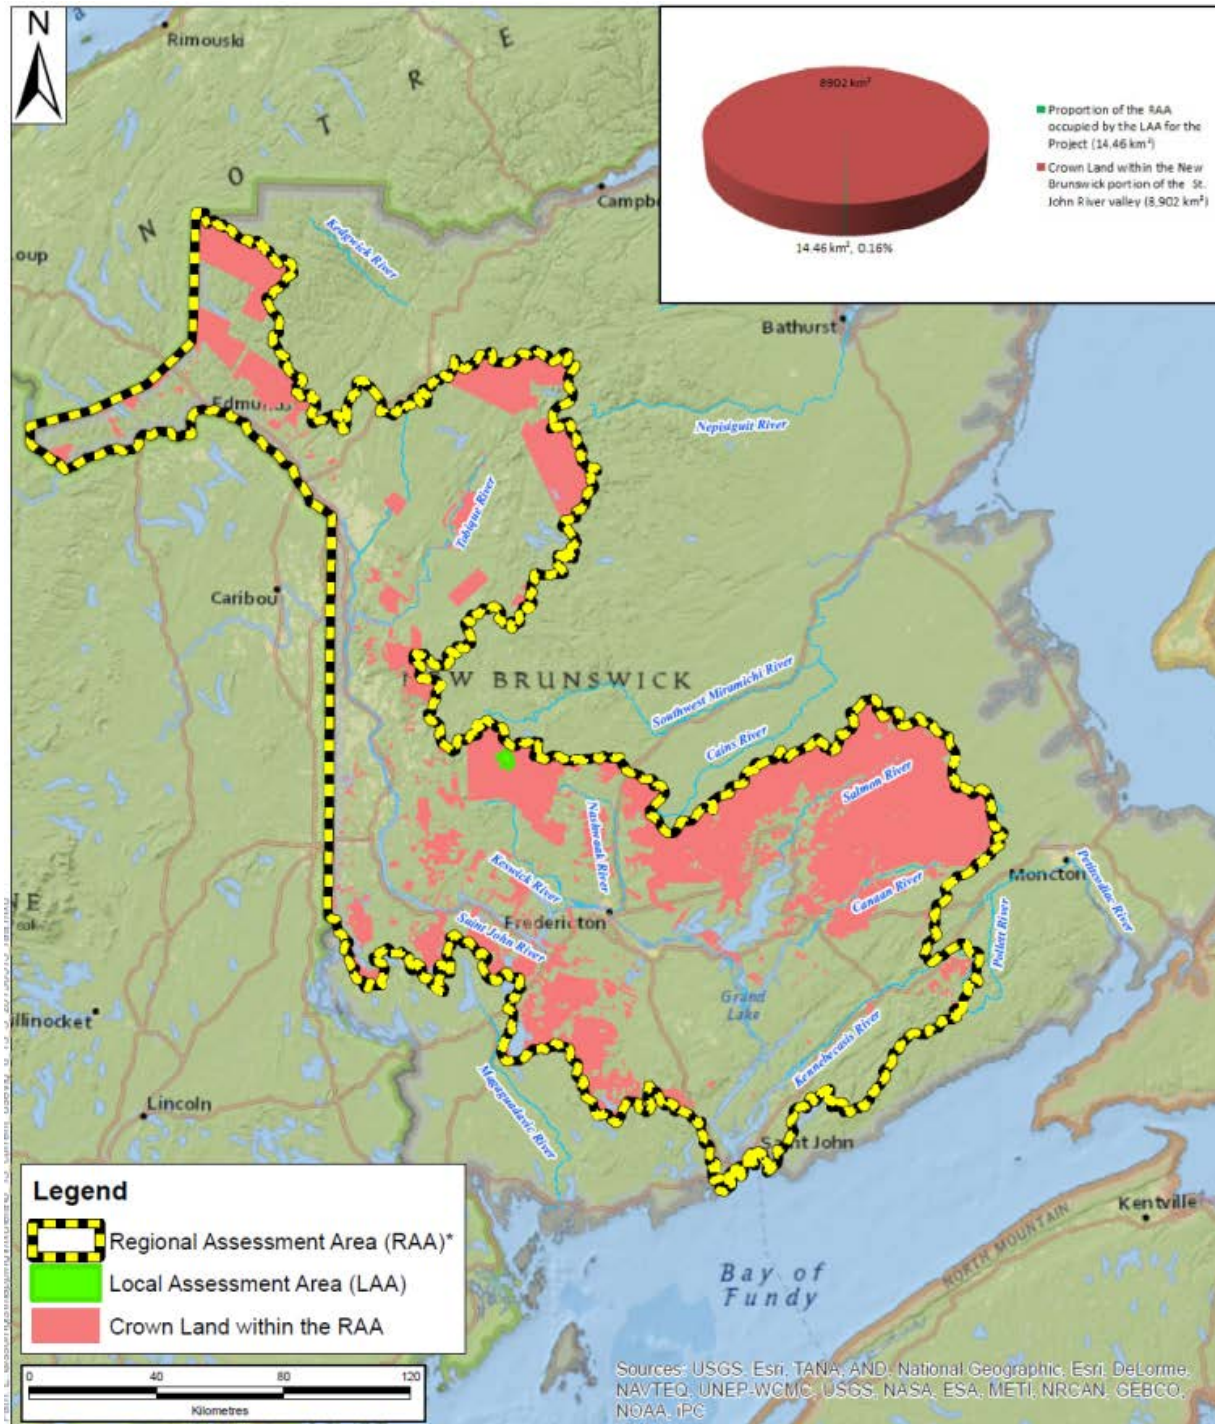 N
Rimouski
N O T R E
Campb
oup
Kedgwick River
8902 km²
14.46 km², 0.16%
Proportion of the RAA
occupied by the LAA for the
Project (14.46 km²)
Crown Land within the New
Brunswick portion of the St.
John River valley (8,902 km²)
Bathurst
Nepisiguit River
Edmu
Tobique River
Caribou
W BRUNSWICK
Southwest Miramichi River
Cains River
Salmon River
Nashwaak River
Keswick River
Canaan River
Moncton
Petitcodiac River
Pollett River
Fredericton
Saint John River
Grand
Lake
Kennebecasis River
Magaguadavic River
NE
illinocket
Lincoln
Saint John
Kentville
NORTH MOUNTAIN
Bay of
Fundy
Legend
Regional Assessment Area (RAA)*
Local Assessment Area (LAA)
Crown Land within the RAA
0 40 80 120
Kilometres
Sources: USGS, Esri, TANA, AND, National Geographic, Esri, DeLorme,
NAVTEQ, UNEP-WCMC, USGS, NASA, ESA, METI, NRCAN, GEBCO,
NOAA, iPC